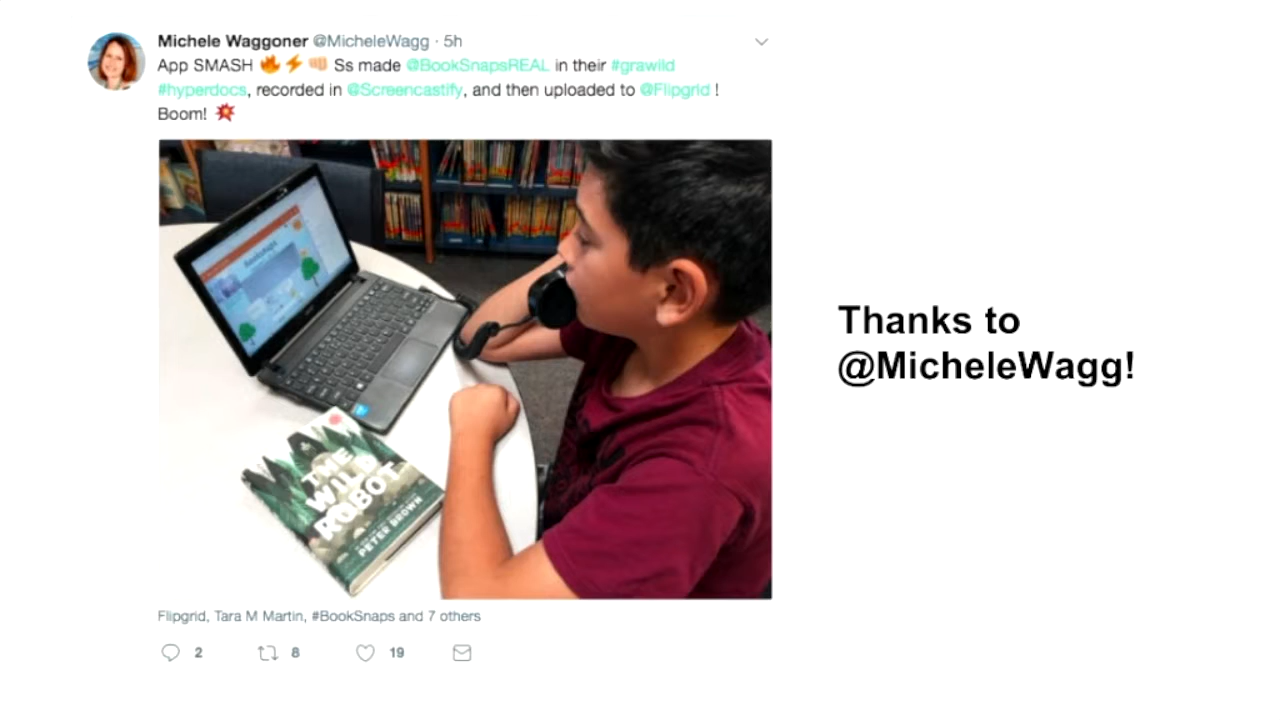 Michele Waggoner @MicheleWagg · 5h
App SMASH 🔥⚡👊🏼 Ss made @BookSnapsREAL in their #grawild
#hyperdocs, recorded in @Screencastify, and then uploaded to @Flipgrid !
Boom! 💥
THE
WILD
ROBOT
PETER BROWN
Flipgrid, Tara M Martin, #BookSnaps and 7 others
2 8 19
Thanks to
@MicheleWagg!